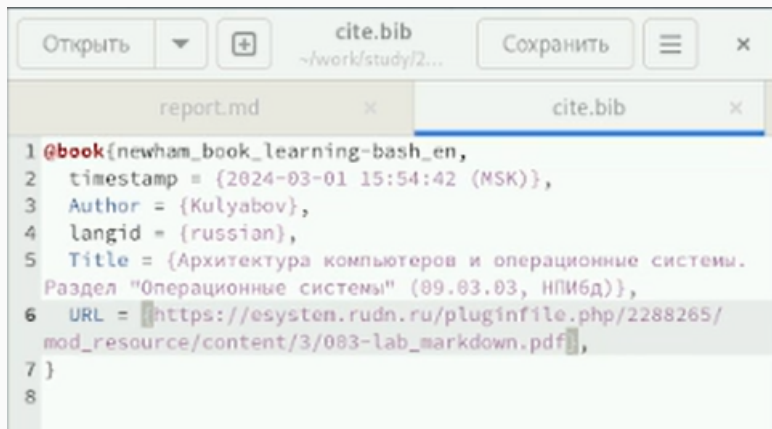 Открыть
cite.bib
~/work/study/2...
Сохранить
report.md
cite.bib
1 @book{newham_book_learning-bash_en,
2 timestamp = {2024-03-01 15:54:42 (MSK)},
3 Author = {Kulyabov},
4 langid = {russian},
5 Title = {Архитектура компьютеров и операционные системы.
Раздел "Операционные системы" (09.03.03, НПИбд)},
6 URL = {https://esystem.rudn.ru/pluginfile.php/2288265/
mod_resource/content/3/003-lab_markdown.pdf},
7 }
8